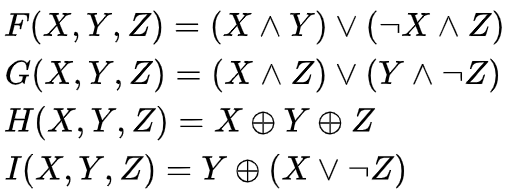 F(X, Y, Z) = (X ∧ Y) ∨ (¬X ∧ Z)
G(X, Y, Z) = (X ∧ Z) ∨ (Y ∧ ¬Z)
H(X, Y, Z) = X ⊕ Y ⊕ Z
I(X, Y, Z) = Y ⊕ (X ∨ ¬Z)